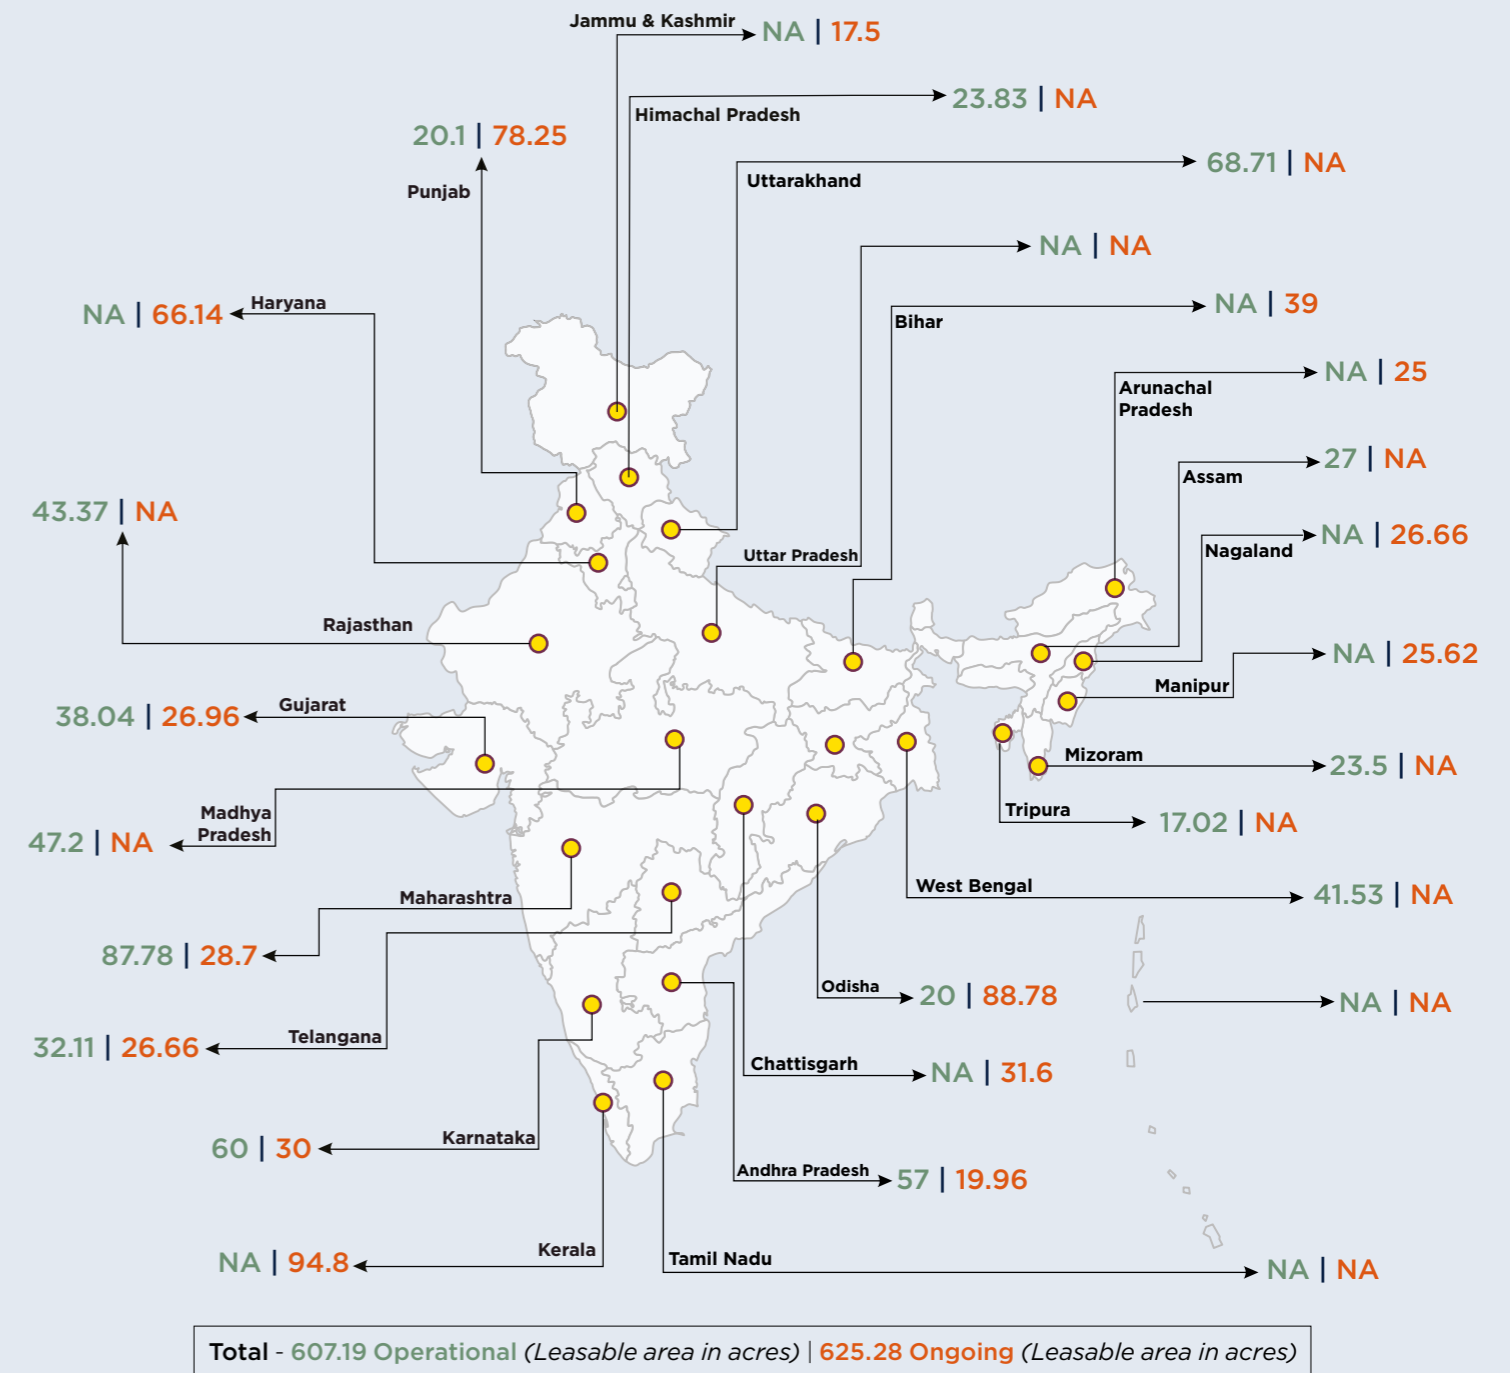 Jammu & Kashmir
NA | 17.5
Himachal Pradesh
23.83 | NA
20.1 | 78.25
Punjab
Uttarakhand
68.71 | NA
NA | NA
Haryana
NA | 66.14
Bihar
NA | 39
Arunachal
Pradesh
NA | 25
Assam
27 | NA
43.37 | NA
Nagaland
NA | 26.66
Uttar Pradesh
Rajasthan
Manipur
NA | 25.62
Gujarat
38.04 | 26.96
Mizoram
23.5 | NA
Madhya
Pradesh
47.2 | NA
Tripura
17.02 | NA
Maharashtra
87.78 | 28.7
West Bengal
41.53 | NA
Odisha
20 | 88.78
NA | NA
Telangana
32.11 | 26.66
Chattisgarh
NA | 31.6
Karnataka
60 | 30
Andhra Pradesh
57 | 19.96
Kerala
NA | 94.8
Tamil Nadu
NA | NA
Total - 607.19 Operational (Leasable area in acres) | 625.28 Ongoing (Leasable area in acres)